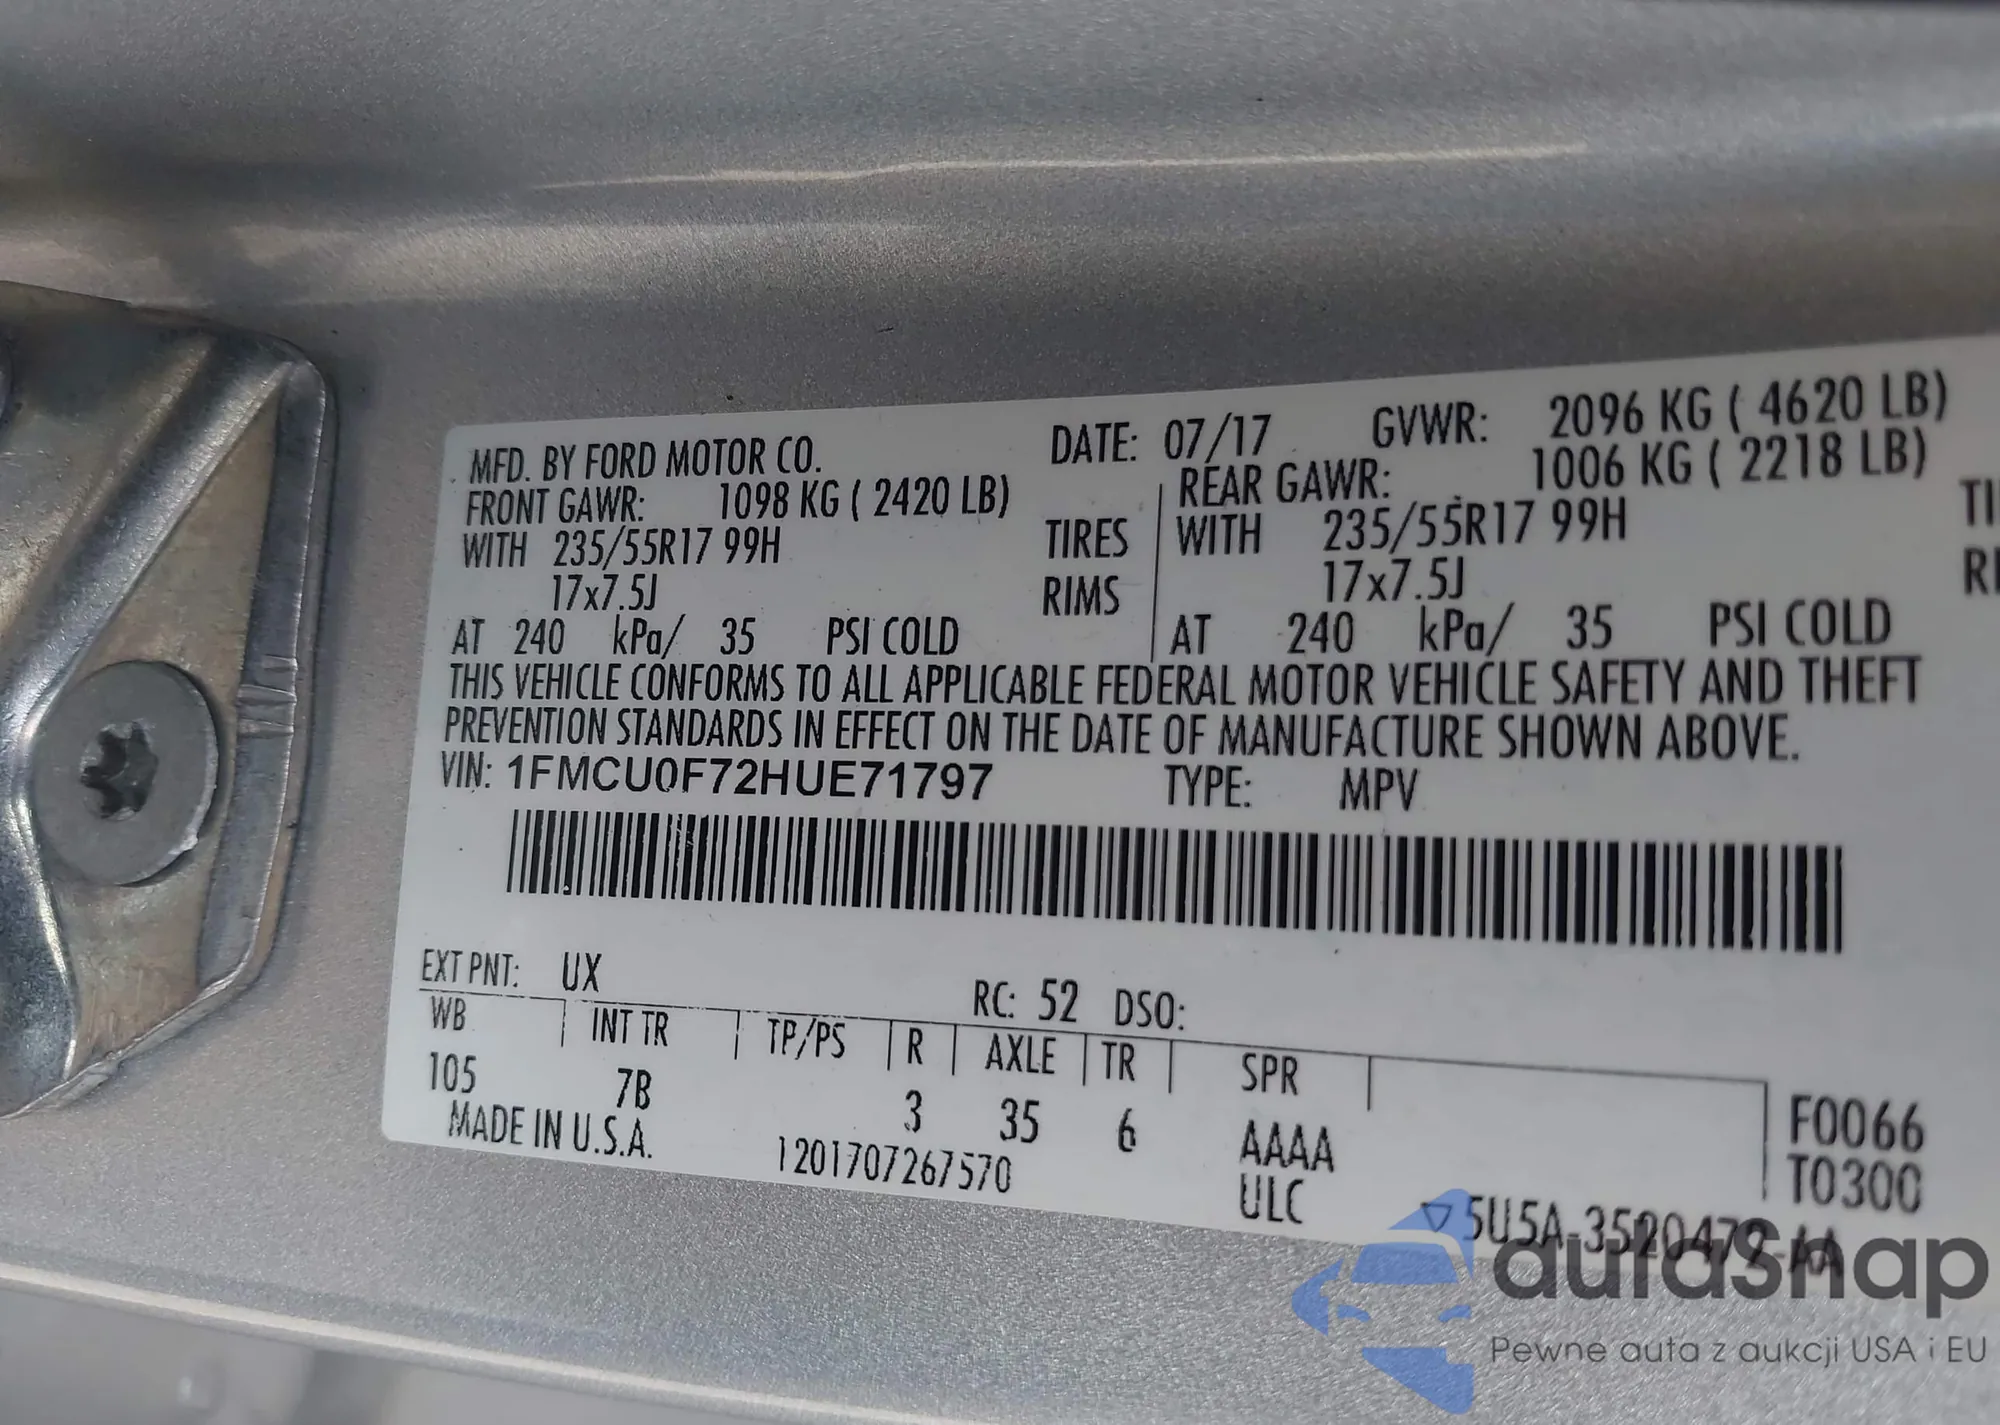 MFD. BY FORD MOTOR CO. DATE: 07/17 GVWR: 2096 KG ( 4620 LB)
FRONT GAWR: 1098 KG ( 2420 LB) REAR GAWR: 1006 KG ( 2218 LB)
WITH 235/55R17 99H TIRES WITH 235/55R17 99H
17x7.5J RIMS 17x7.5J
AT 240 kPa/ 35 PSI COLD AT 240 kPa/ 35 PSI COLD
THIS VEHICLE CONFORMS TO ALL APPLICABLE FEDERAL MOTOR VEHICLE SAFETY AND THEFT
PREVENTION STANDARDS IN EFFECT ON THE DATE OF MANUFACTURE SHOWN ABOVE.
VIN: 1FMCU0F72HUE71797 TYPE: MPV
EXT PNT: UX RC: 52 DSO:
WB INT TR TP/PS R AXLE TR SPR
105 7B 3 35 6 AAAA F0066
MADE IN U.S.A. 1201707267570 ULC T0300
5U5A-3520472-AA
autaSnap
Pewne auta z aukcji USA i EU